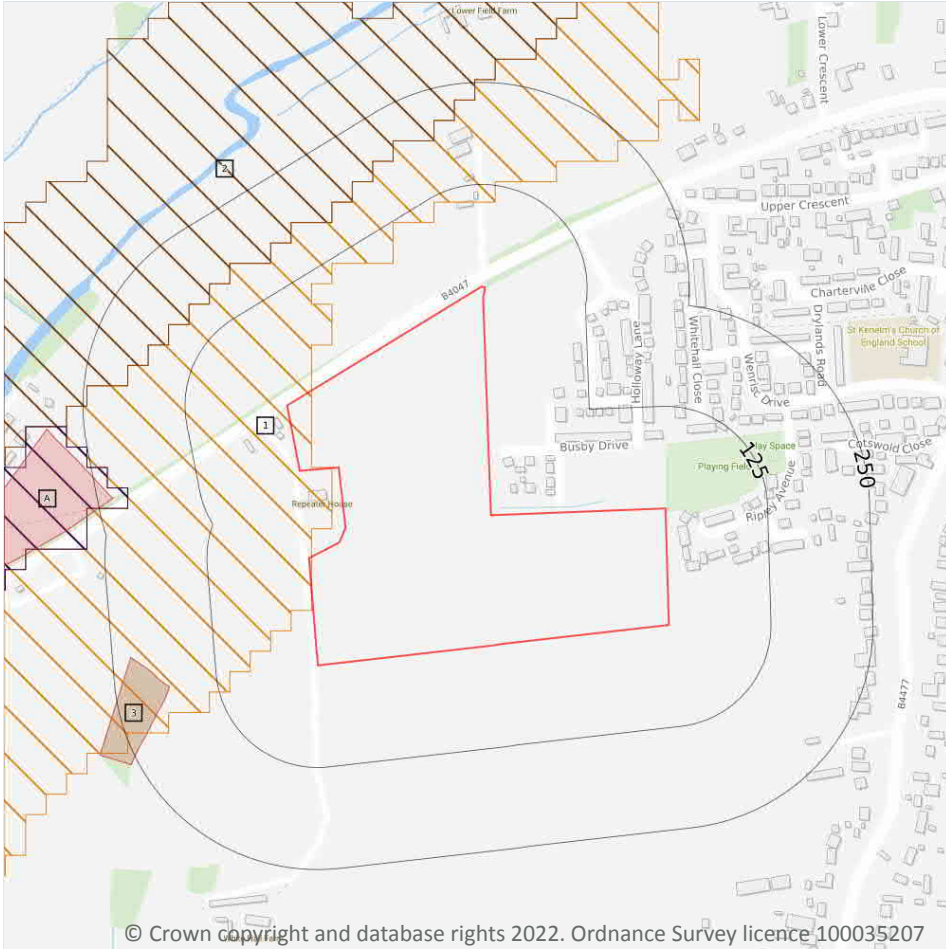 Lower Field Farm
Lower Crescent
2
Upper Crescent
B4047
Charterville Close
St Kenelm's Church of
England School
Holloway Lane
Whitehall Close
Drylands Road
Wenrisc Drive
1
Busby Drive
Cotswold Close
Play Space
Playing Field
125
250
A
Repeater House
Ripley Avenue
B4477
3
© Crown copyright and database rights 2022. Ordnance Survey licence 100035207